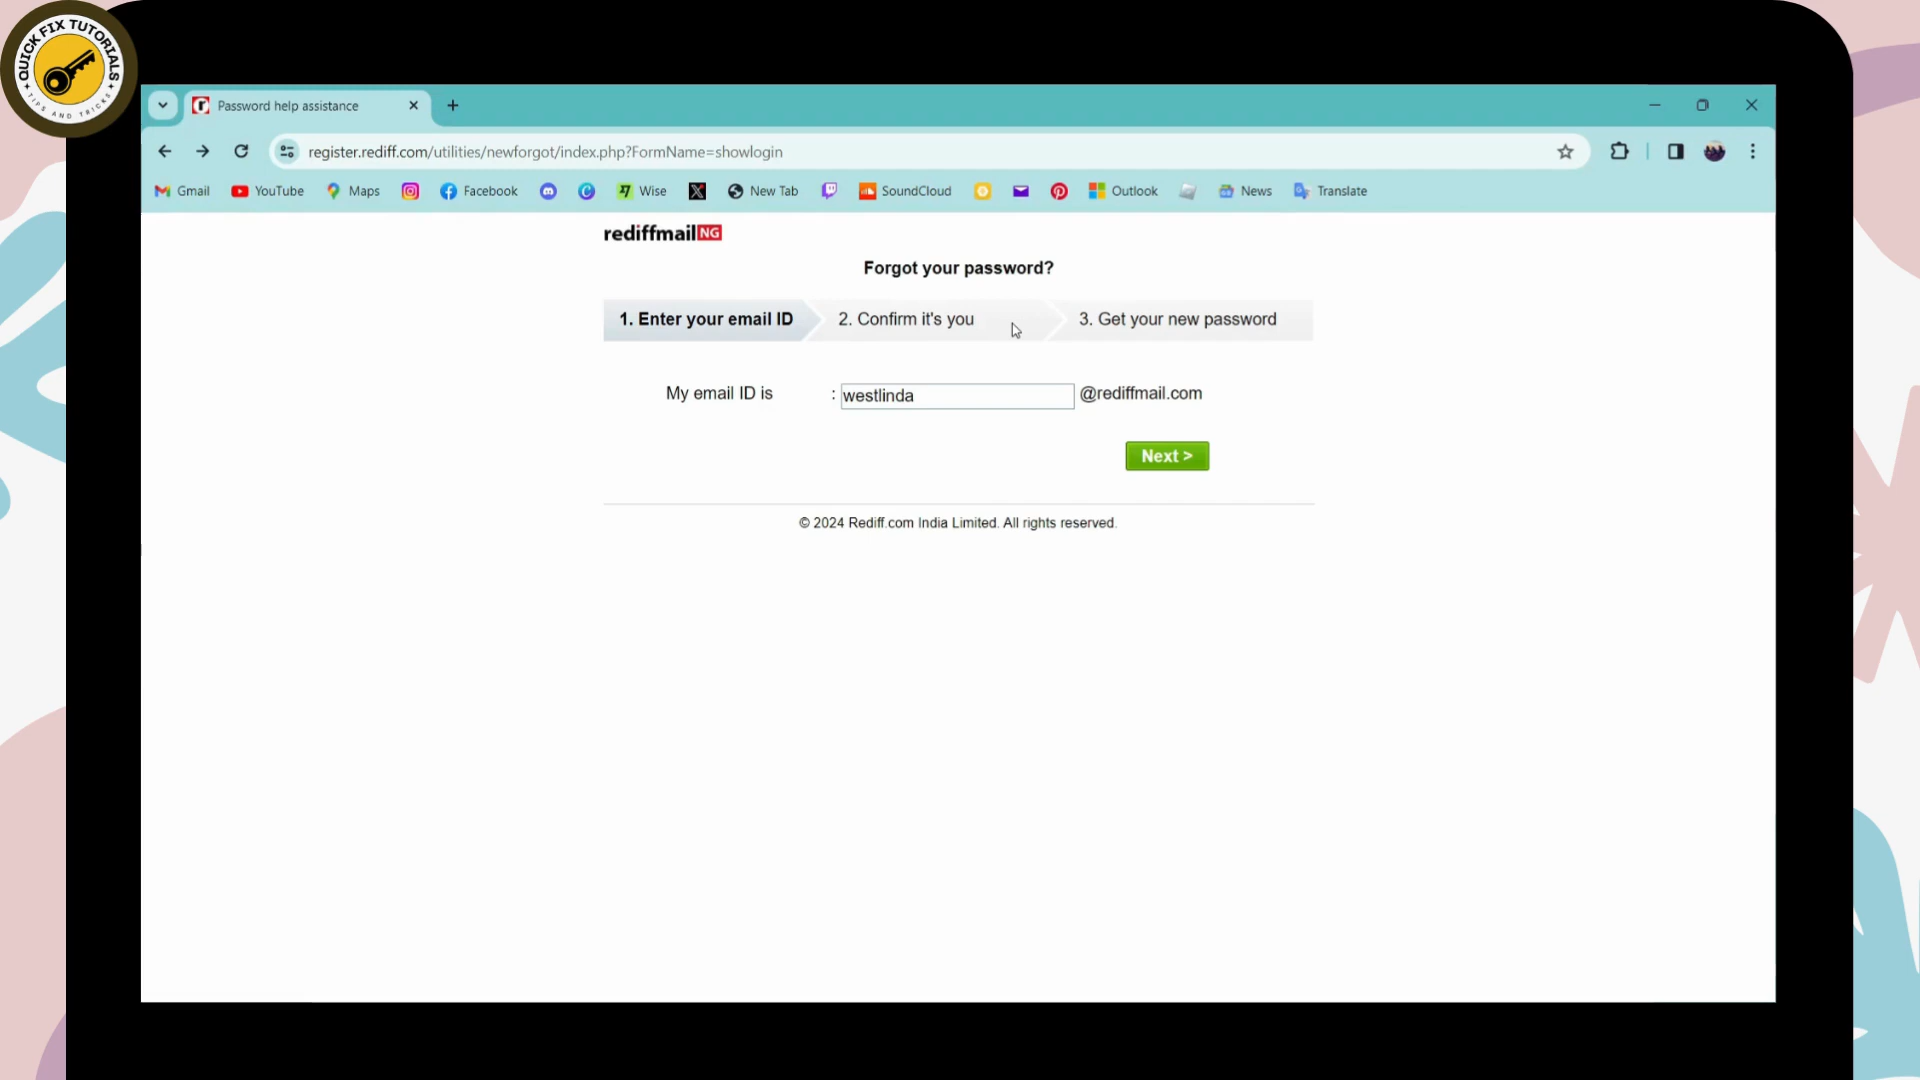 QUICK FIX TUTORIALS
TIPS AND TRICKS
Password help assistance
register.rediff.com/utilities/newforgot/index.php?FormName=showlogin
Gmail YouTube Maps Facebook Wise New Tab SoundCloud Outlook News Translate
rediffmail NG
Forgot your password?
1. Enter your email ID 2. Confirm it's you 3. Get your new password
My email ID is : westlinda @rediffmail.com
Next >
© 2024 Rediff.com India Limited. All rights reserved.